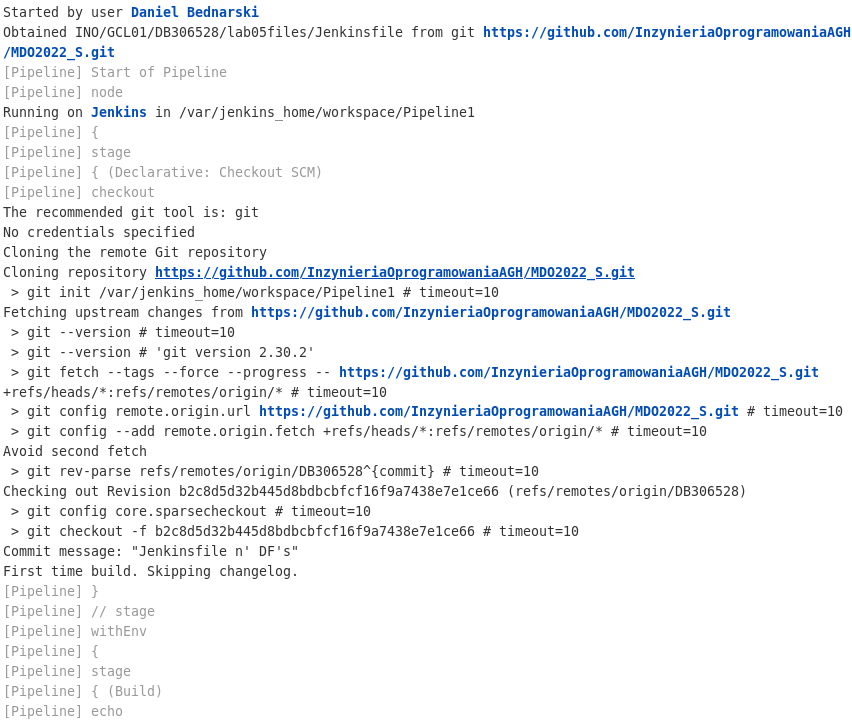 Started by user Daniel Bednarski
Obtained INO/GCL01/DB306528/lab05files/Jenkinsfile from git https://github.com/InzynieriaOprogramowaniaAGH
/MDO2022_S.git
[Pipeline] Start of Pipeline
[Pipeline] node
Running on Jenkins in /var/jenkins_home/workspace/Pipeline1
[Pipeline] {
[Pipeline] stage
[Pipeline] { (Declarative: Checkout SCM)
[Pipeline] checkout
The recommended git tool is: git
No credentials specified
Cloning the remote Git repository
Cloning repository https://github.com/InzynieriaOprogramowaniaAGH/MDO2022_S.git
 > git init /var/jenkins_home/workspace/Pipeline1 # timeout=10
Fetching upstream changes from https://github.com/InzynieriaOprogramowaniaAGH/MDO2022_S.git
 > git --version # timeout=10
 > git --version # 'git version 2.30.2'
 > git fetch --tags --force --progress -- https://github.com/InzynieriaOprogramowaniaAGH/MDO2022_S.git
+refs/heads/*:refs/remotes/origin/* # timeout=10
 > git config remote.origin.url https://github.com/InzynieriaOprogramowaniaAGH/MDO2022_S.git # timeout=10
 > git config --add remote.origin.fetch +refs/heads/*:refs/remotes/origin/* # timeout=10
Avoid second fetch
 > git rev-parse refs/remotes/origin/DB306528^{commit} # timeout=10
Checking out Revision b2c8d5d32b445d8bdbcbfcf16f9a7438e7e1ce66 (refs/remotes/origin/DB306528)
 > git config core.sparsecheckout # timeout=10
 > git checkout -f b2c8d5d32b445d8bdbcbfcf16f9a7438e7e1ce66 # timeout=10
Commit message: "Jenkinsfile n' DF's"
First time build. Skipping changelog.
[Pipeline] }
[Pipeline] // stage
[Pipeline] withEnv
[Pipeline] {
[Pipeline] stage
[Pipeline] { (Build)
[Pipeline] echo